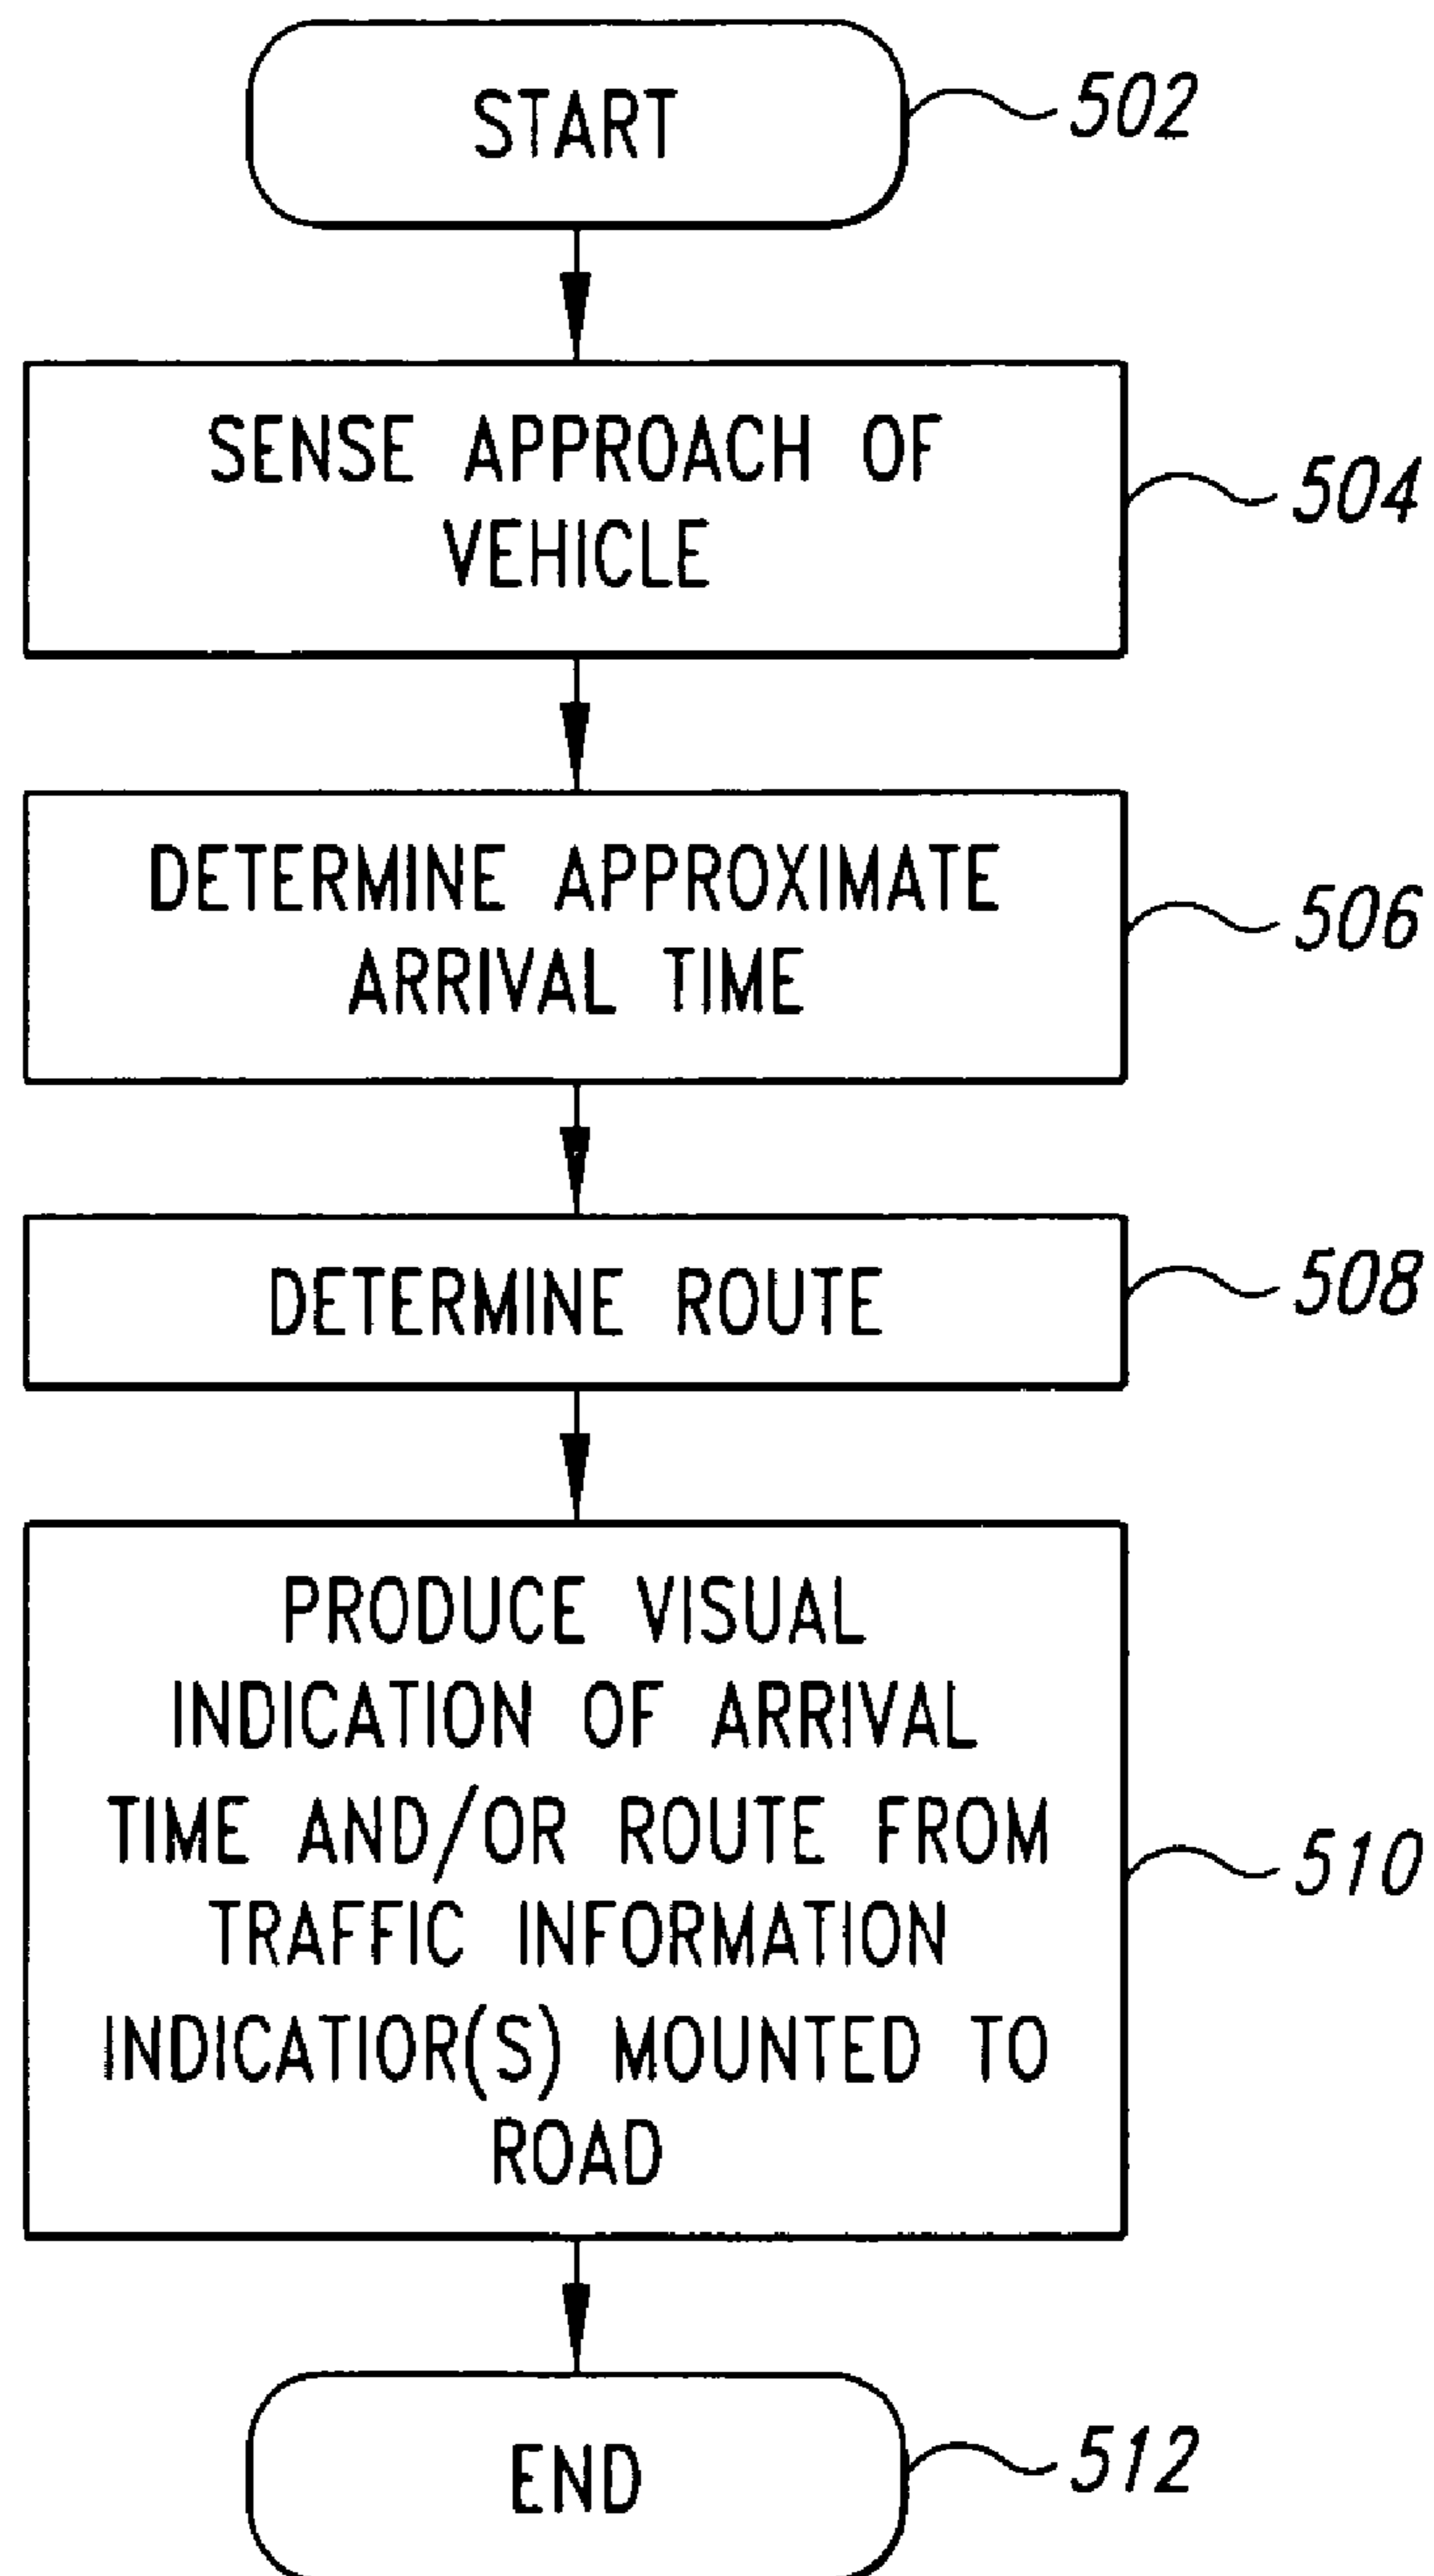 START
502
SENSE APPROACH OF
VEHICLE
504
DETERMINE APPROXIMATE
ARRIVAL TIME
506
DETERMINE ROUTE
508
PRODUCE VISUAL
INDICATION OF ARRIVAL
TIME AND/OR ROUTE FROM
TRAFFIC INFORMATION
INDICATIOR(S) MOUNTED TO
ROAD
510
END
512